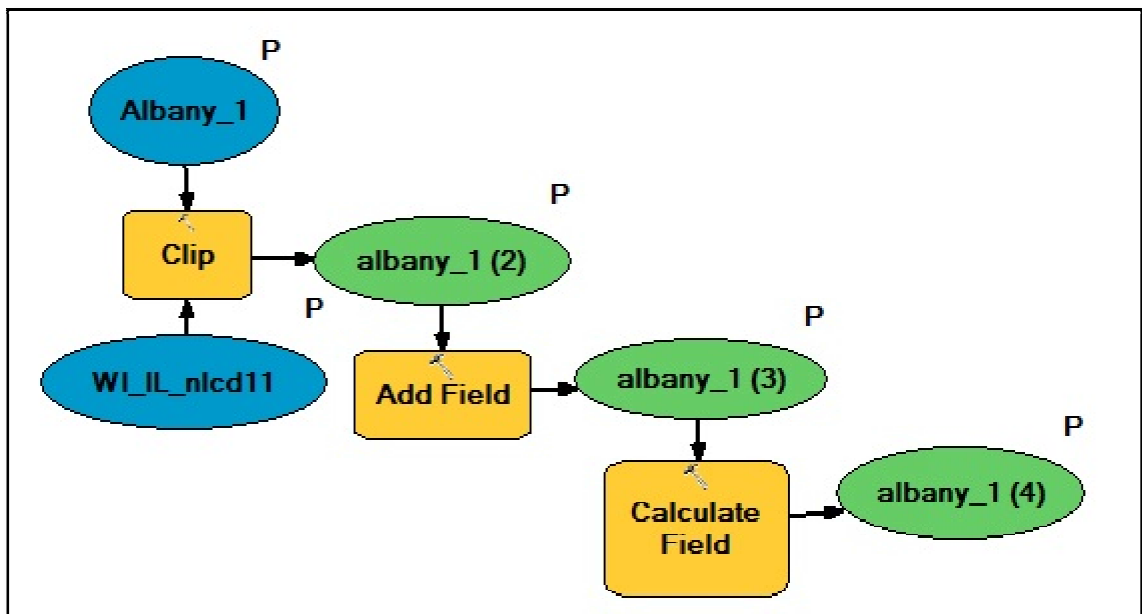 P
Albany_1
P
Clip
albany_1 (2)
P
WI_IL_nlcd11
Add Field
P
albany_1 (3)
P
Calculate
Field
albany_1 (4)